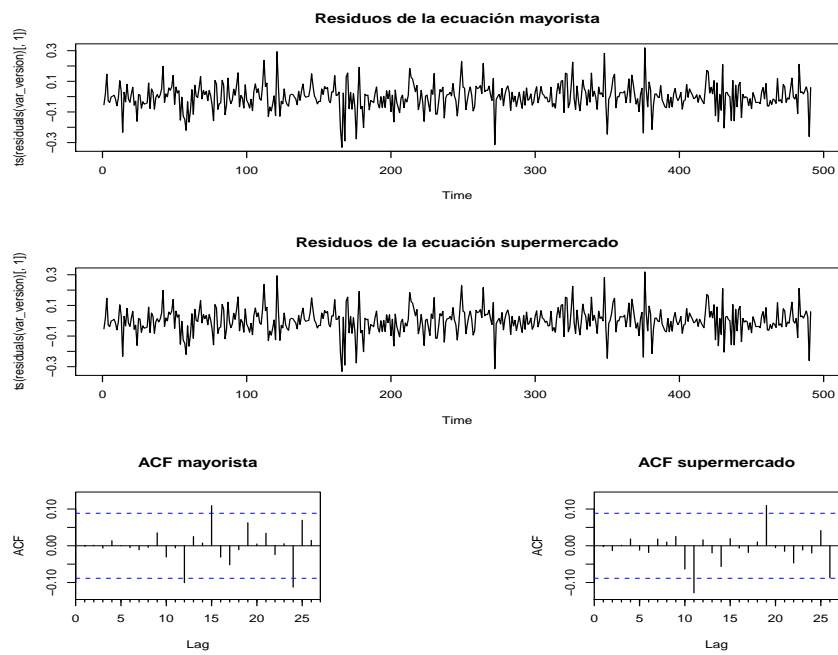 Residuos de la ecuación mayorista
ts(residuals(var_version)[, 1])
0.3
0.1
−0.1
−0.3
0 100 200 300 400 500
Time
Residuos de la ecuación supermercado
ts(residuals(var_version)[, 1])
0.3
0.1
−0.1
−0.3
0 100 200 300 400 500
Time
ACF mayorista
ACF
0.10
0.00
−0.10
0 5 10 15 20 25
Lag
ACF supermercado
ACF
0.10
0.00
−0.10
0 5 10 15 20 25
Lag